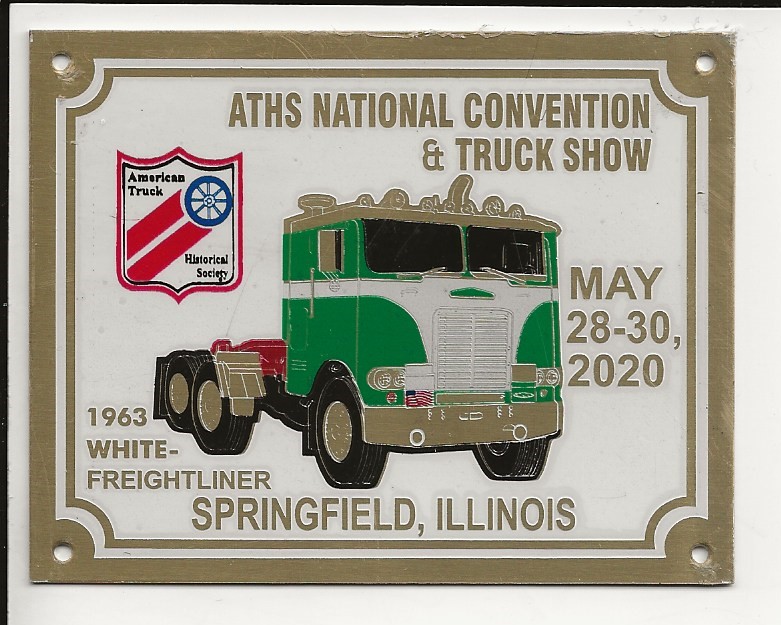 ATHS NATIONAL CONVENTION
& TRUCK SHOW
American
Truck
Historical
Society
MAY
28-30,
2020
1963
WHITE-
FREIGHTLINER
SPRINGFIELD, ILLINOIS